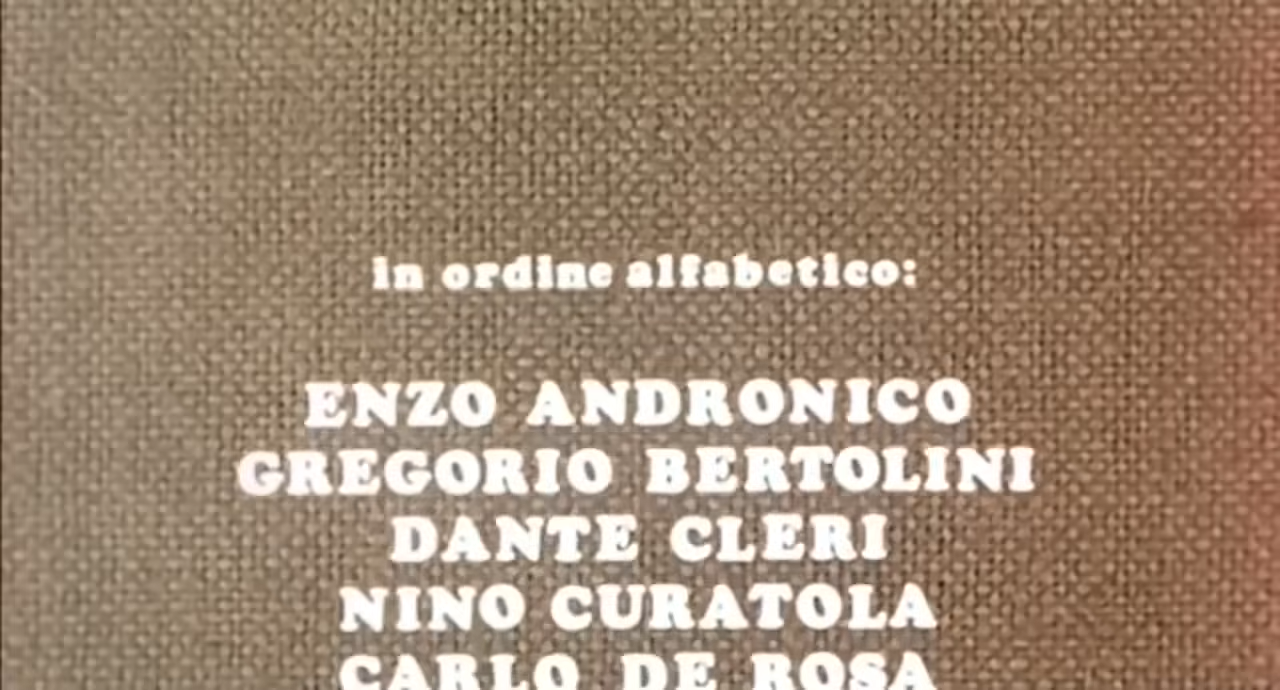 in ordine alfabetico:
ENZO ANDRONICO
GREGORIO BERTOLINI
DANTE CLERI
NINO CURATOLA
CARLO DE ROSA